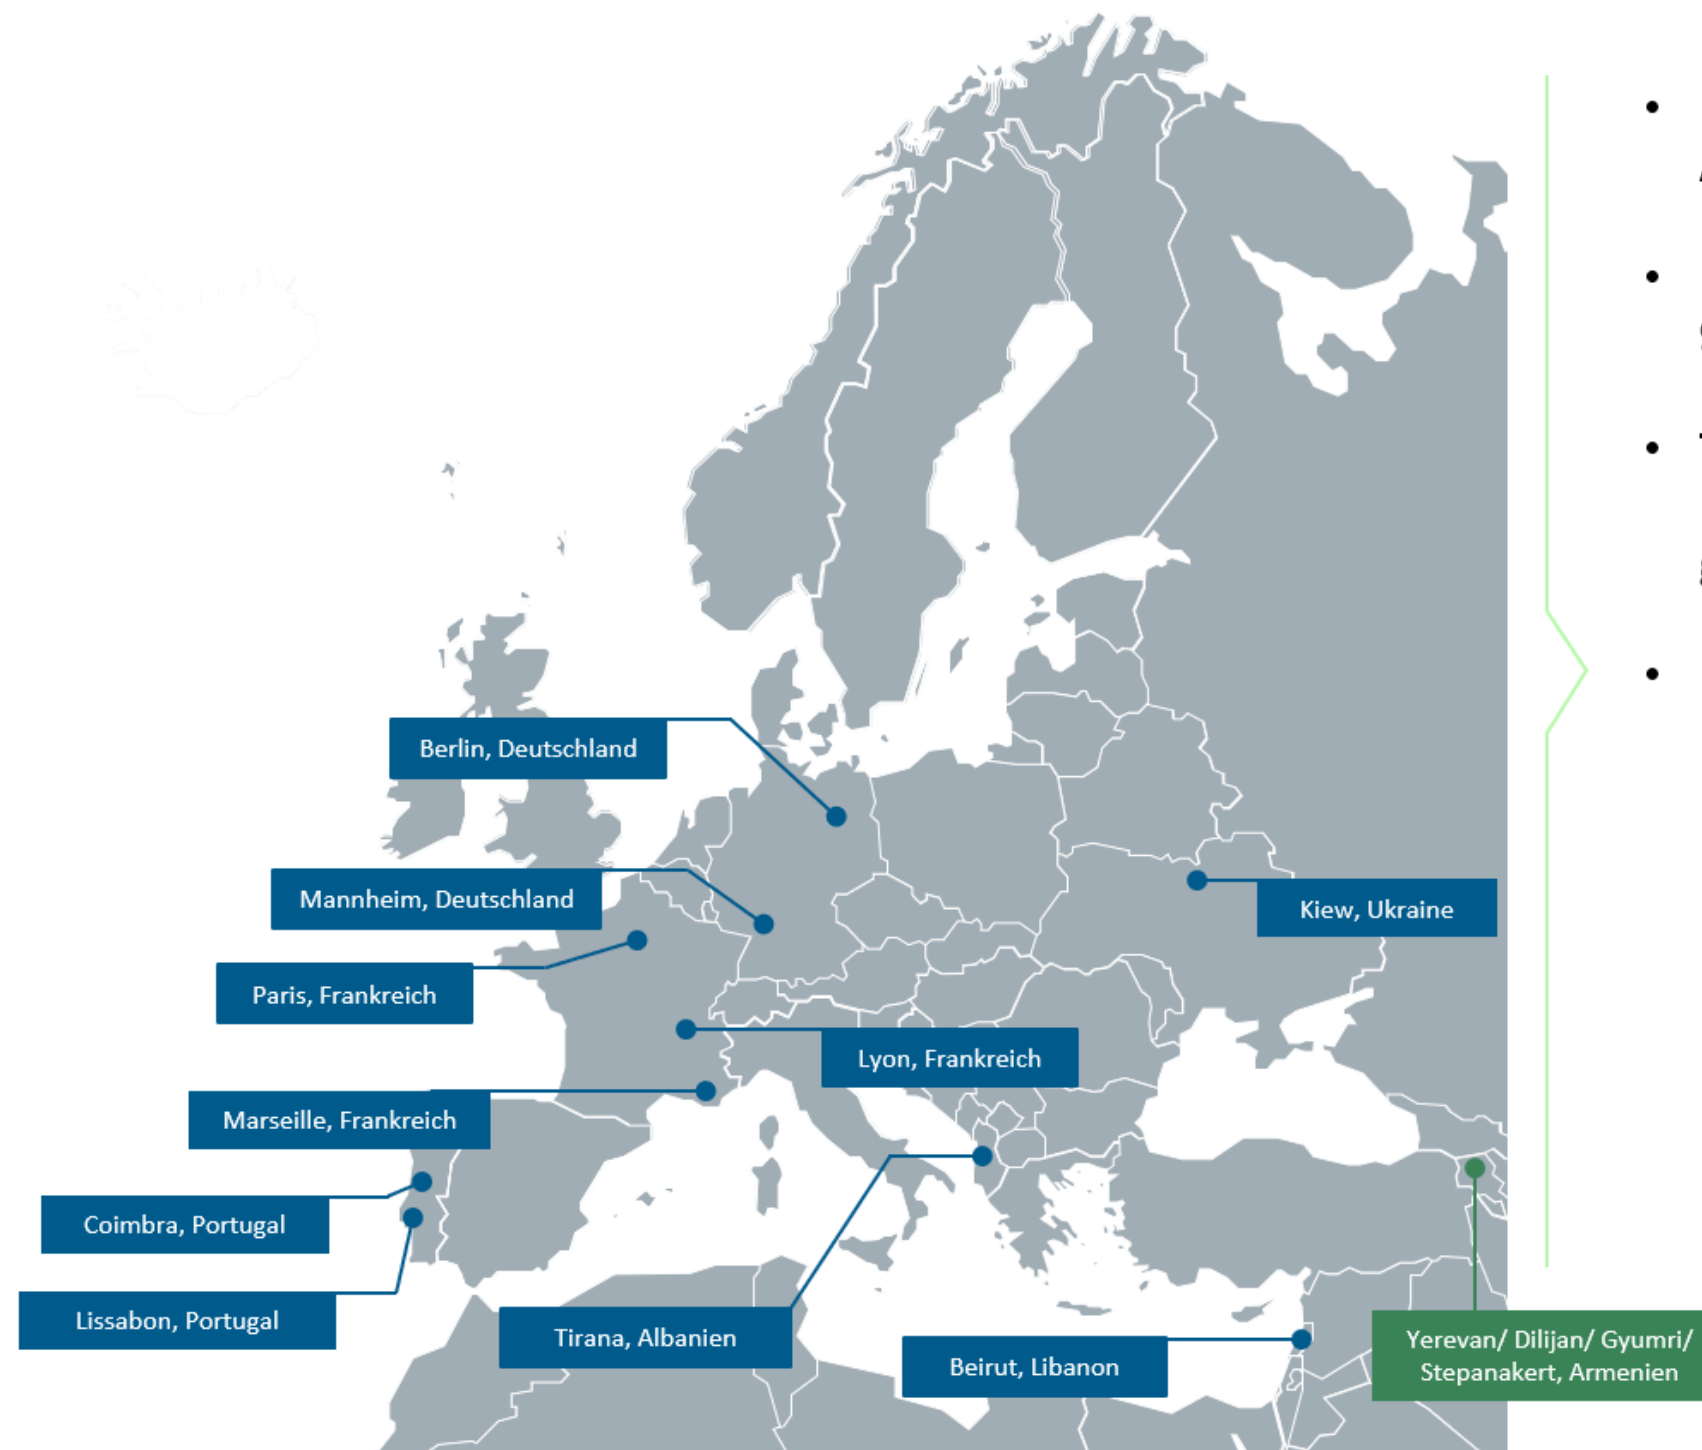 Berlin, Deutschland
Mannheim, Deutschland
Kiew, Ukraine
Paris, Frankreich
Lyon, Frankreich
Marseille, Frankreich
Coimbra, Portugal
Lissabon, Portugal
Tirana, Albanien
Beirut, Libanon
Yerevan/ Dilijan/ Gyumri/
Stepanakert, Armenien